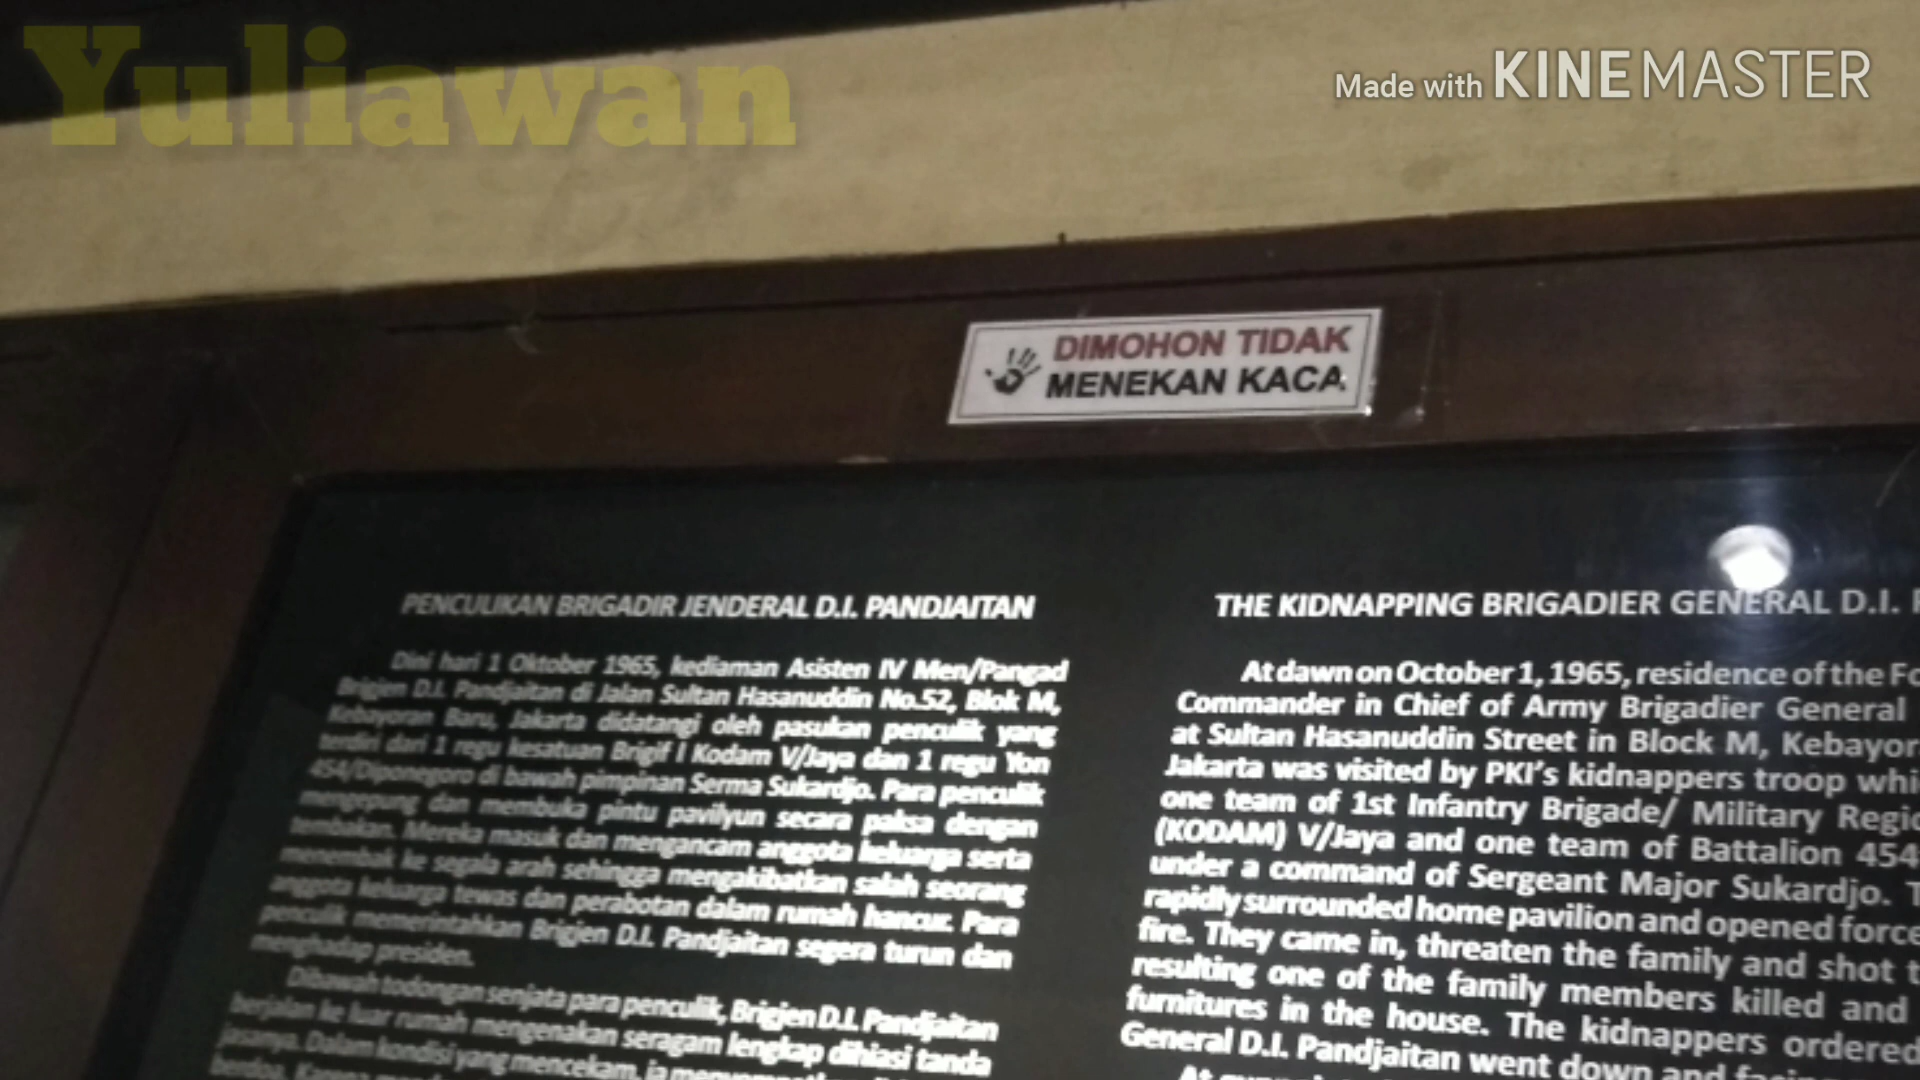 Yuliawan
Made with KINEMASTER
DIMOHON TIDAK
MENEKAN KACA
PENCULIKAN BRIGADIR JENDERAL D.I. PANDJAITAN
Dini hari 1 Oktober 1965, kediaman Asisten IV Men/Pangad
Brigjen D.I. Pandjaitan di Jalan Sultan Hasanuddin No.52, Blok M,
Kebayoran Baru, Jakarta didatangi oleh pasukan penculik yang
terdiri dari 1 regu kesatuan Brigif I Kodam V/Jaya dan 1 regu Yon
454/Diponegoro di bawah pimpinan Serma Sukardjo. Para penculik
mengepung dan membuka pintu pavilyun secara paksa dengan
tembakan. Mereka masuk dan mengancam anggota keluarga serta
menembak ke segala arah sehingga mengakibatkan salah seorang
anggota keluarga tewas dan perabotan dalam rumah hancur. Para
penculik memerintahkan Brigjen D.I. Pandjaitan segera turun dan
menghadap presiden.
Dibawah todongan senjata para penculik, Brigjen D.I. Pandjaitan
berjalan ke luar rumah mengenakan seragam lengkap dihiasi tanda
jasanya. Dalam kondisi yang mencekam, ia
THE KIDNAPPING BRIGADIER GENERAL D.I.
At dawn on October 1, 1965, residence of the
Commander in Chief of Army Brigadier General
at Sultan Hasanuddin Street in Block M,
Jakarta was visited by PKI's kidnappers troop
one team of 1st Infantry Brigade/ Military
(KODAM) V/Jaya and one team of Battalion 454
under a command of Sergeant Major Sukardjo.
rapidly surrounded home pavilion and opened
fire. They came in, threaten the family and shot
resulting one of the family members killed and
furnitures in the house. The kidnappers ordered
General D.I. Pandjaitan went down and